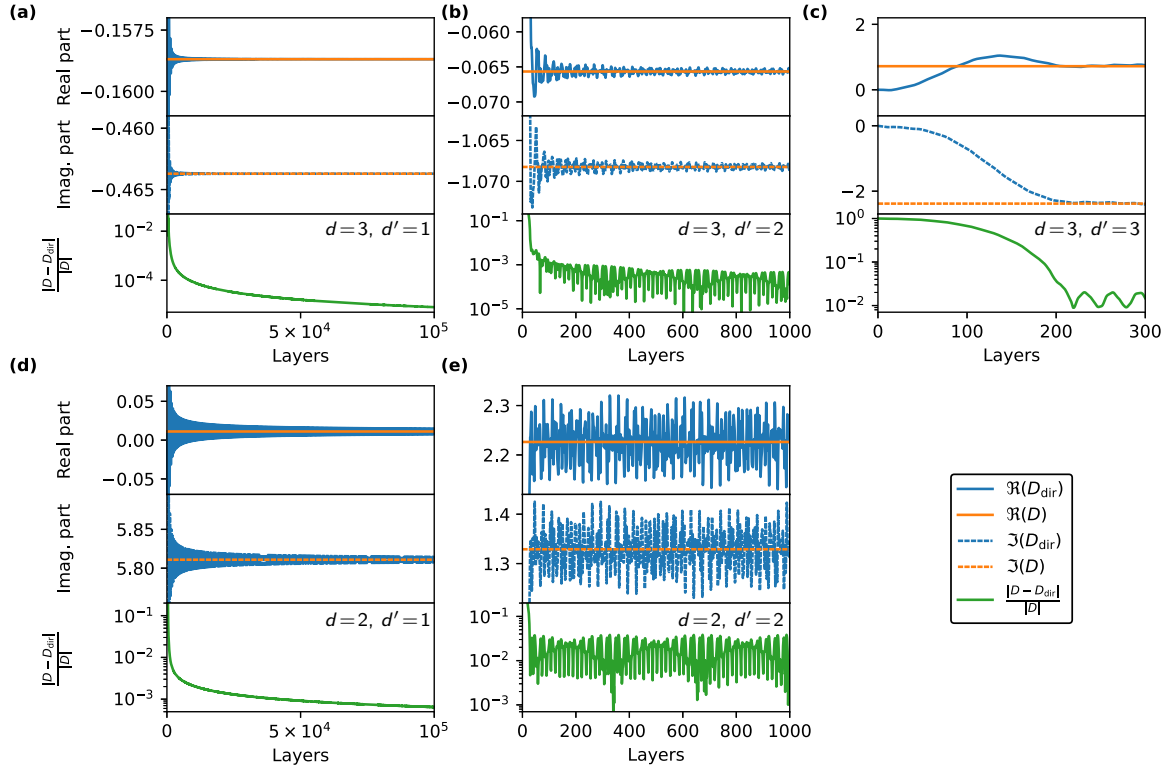 (a)
Real part
−0.1575
−0.1600
Imag. part
−0.460
−0.465
|D − D_dir| / |D|
10⁻²
10⁻⁴
d = 3, d′ = 1
0
5 × 10⁴
10⁵
Layers
(b)
−0.060
−0.065
−0.070
−1.065
−1.070
10⁻¹
10⁻³
10⁻⁵
d = 3, d′ = 2
0
200
400
600
800
1000
Layers
(c)
2
0
0
−2
10⁰
10⁻¹
10⁻²
d = 3, d′ = 3
0
100
200
300
Layers
(d)
Real part
0.05
0.00
−0.05
Imag. part
5.85
5.80
|D − D_dir| / |D|
10⁻¹
10⁻²
10⁻³
d = 2, d′ = 1
0
5 × 10⁴
10⁵
Layers
(e)
2.3
2.2
1.4
1.3
10⁻¹
10⁻²
10⁻³
d = 2, d′ = 2
0
200
400
600
800
1000
Layers
ℜ(D_dir)
ℜ(D)
ℑ(D_dir)
ℑ(D)
|D − D_dir| / |D|